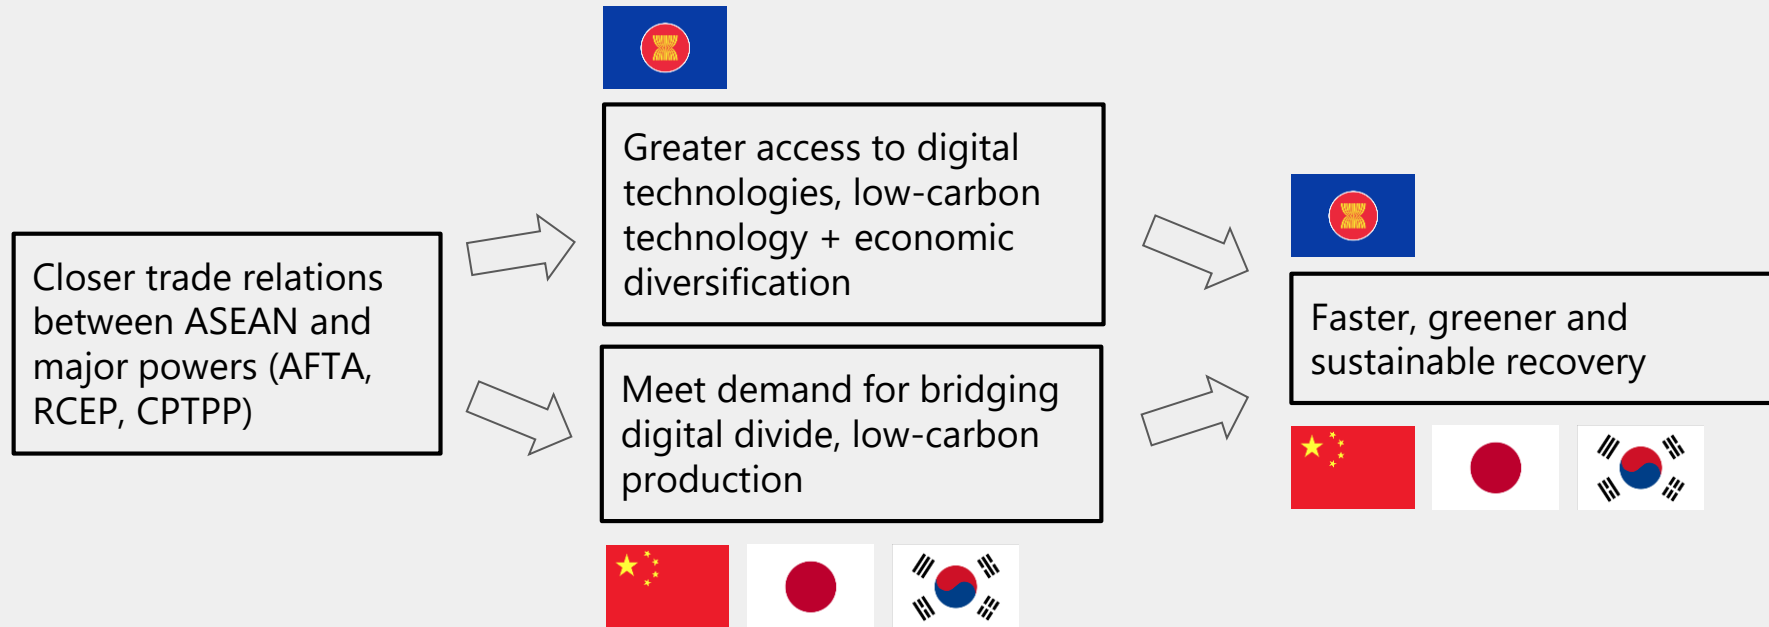 Closer trade relations
between ASEAN and
major powers (AFTA,
RCEP, CPTPP)
Greater access to digital
technologies, low-carbon
technology + economic
diversification
Meet demand for bridging
digital divide, low-carbon
production
Faster, greener and
sustainable recovery